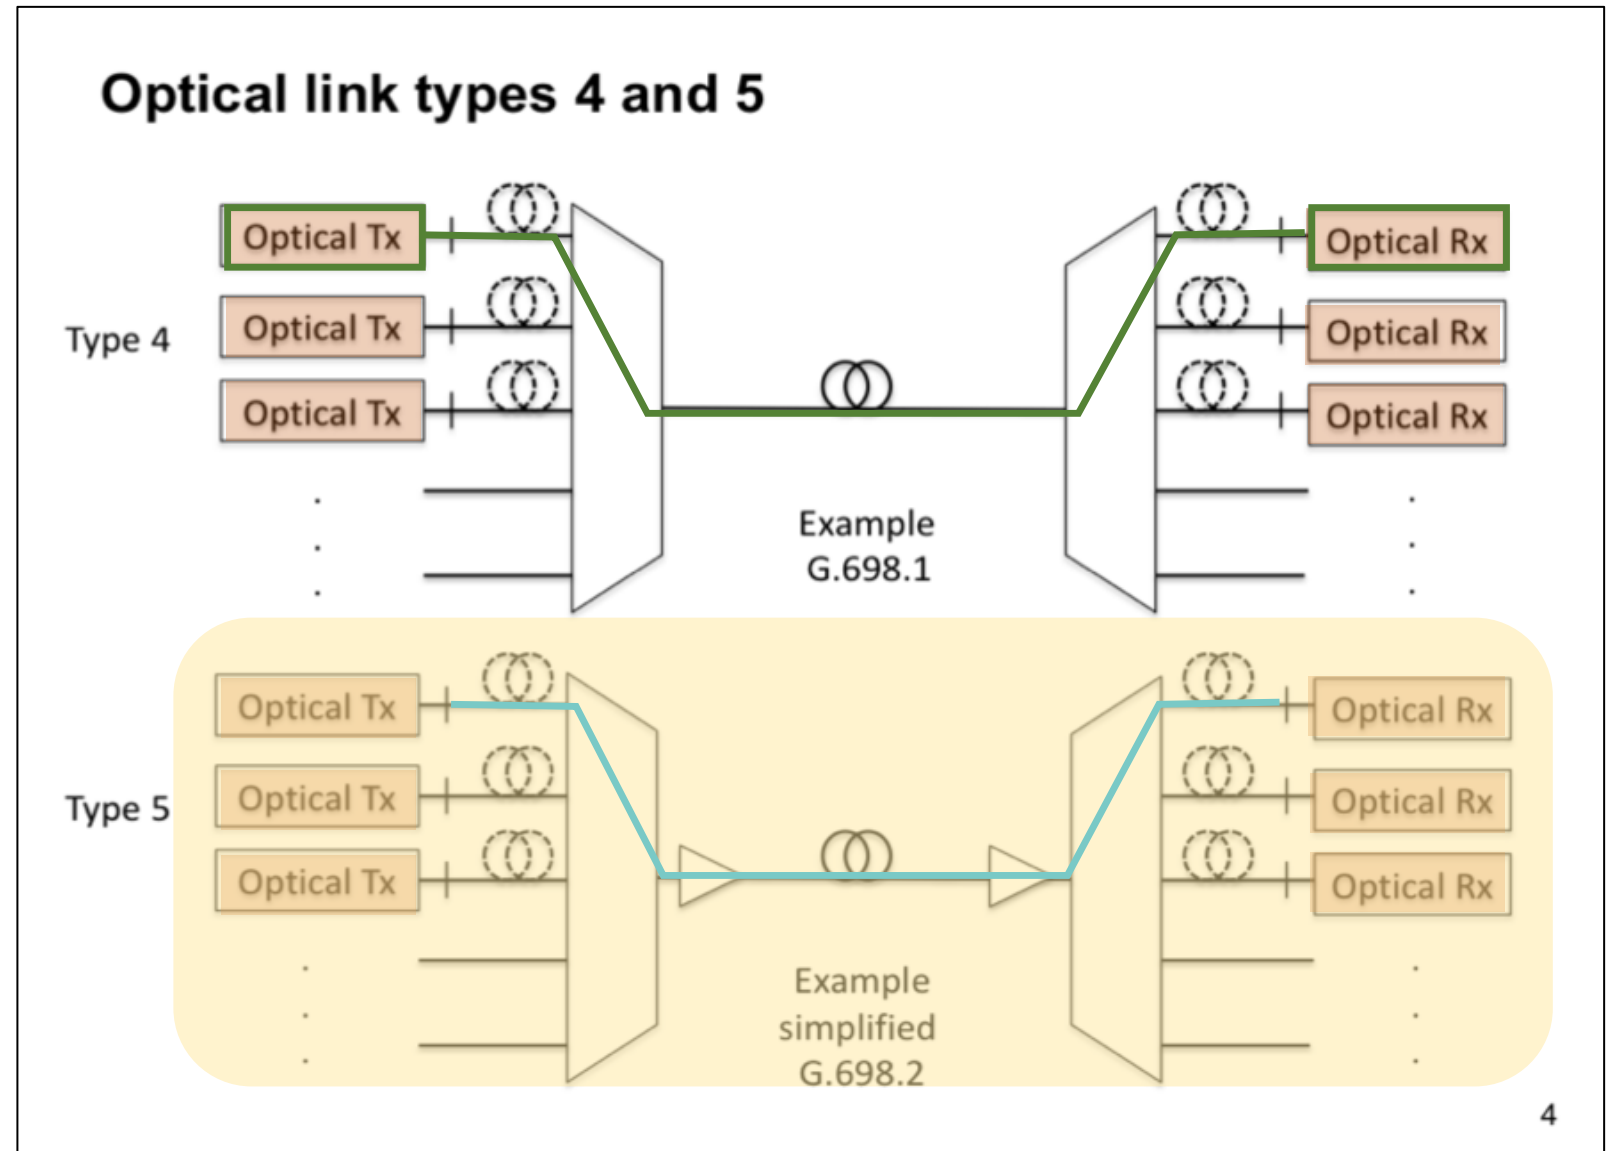 Optical link types 4 and 5
Type 4
Optical Tx
Optical Tx
Optical Tx
.
.
.
Example
G.698.1
Optical Rx
Optical Rx
Optical Rx
.
.
.
Type 5
Optical Tx
Optical Tx
Optical Tx
.
.
.
Example
simplified
G.698.2
Optical Rx
Optical Rx
Optical Rx
.
.
.
4